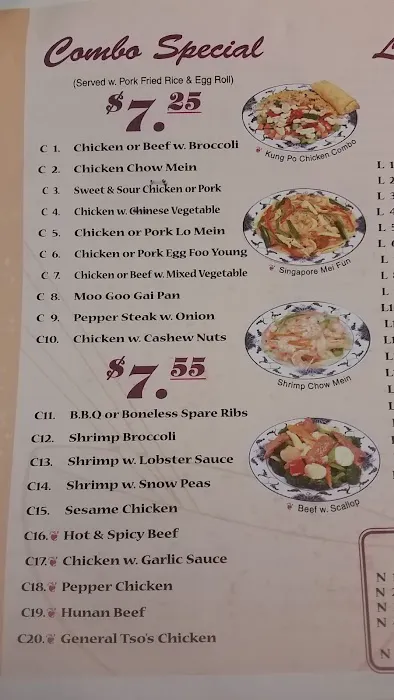 Combo Special
(Served w. Pork Fried Rice & Egg Roll)
$7.25
C 1. Chicken or Beef w. Broccoli
C 2. Chicken Chow Mein
C 3. Sweet & Sour Chicken or Pork
C 4. Chicken w. Chinese Vegetable
C 5. Chicken or Pork Lo Mein
C 6. Chicken or Pork Egg Foo Young
C 7. Chicken or Beef w. Mixed Vegetable
C 8. Moo Goo Gai Pan
C 9. Pepper Steak w. Onion
C10. Chicken w. Cashew Nuts
$7.55
C11. B.B.Q or Boneless Spare Ribs
C12. Shrimp Broccoli
C13. Shrimp w. Lobster Sauce
C14. Shrimp w. Snow Peas
C15. Sesame Chicken
C16. Hot & Spicy Beef
C17. Chicken w. Garlic Sauce
C18. Pepper Chicken
C19. Hunan Beef
C20. General Tso's Chicken
Kung Po Chicken Combo
Singapore Mei Fun
Shrimp Chow Mein
Beef w. Scallop